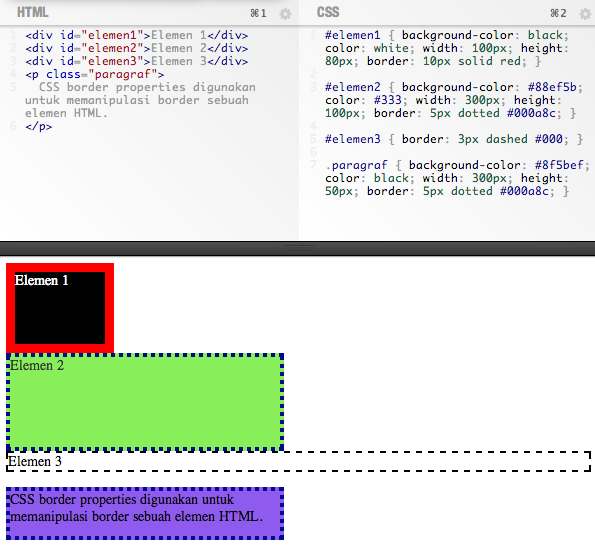 HTML ⌘1
1 <div id="elemen1">Elemen 1</div>
2 <div id="elemen2">Elemen 2</div>
3 <div id="elemen3">Elemen 3</div>
4 <p class="paragraf">
5 CSS border properties digunakan
untuk memanipulasi border sebuah
elemen HTML.
6 </p>
CSS ⌘2
1 #elemen1 { background-color: black;
color: white; width: 100px; height:
80px; border: 10px solid red; }
2
3 #elemen2 { background-color: #88ef5b;
color: #333; width: 300px; height:
100px; border: 5px dotted #000a8c; }
4
5 #elemen3 { border: 3px dashed #000; }
6
7 .paragraf { background-color: #8f5bef;
color: black; width: 300px; height:
50px; border: 5px dotted #000a8c; }
Elemen 1
Elemen 2
Elemen 3
CSS border properties digunakan untuk
memanipulasi border sebuah elemen HTML.